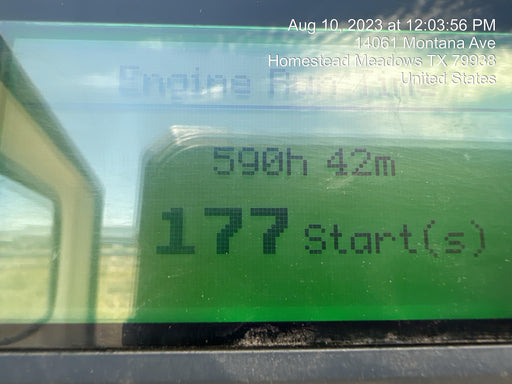 Aug 10, 2023 at 12:03:56 PM
14061 Montana Ave
Homestead Meadows TX 79938
United States
Engine Run
590h 42m
177 Start(s)